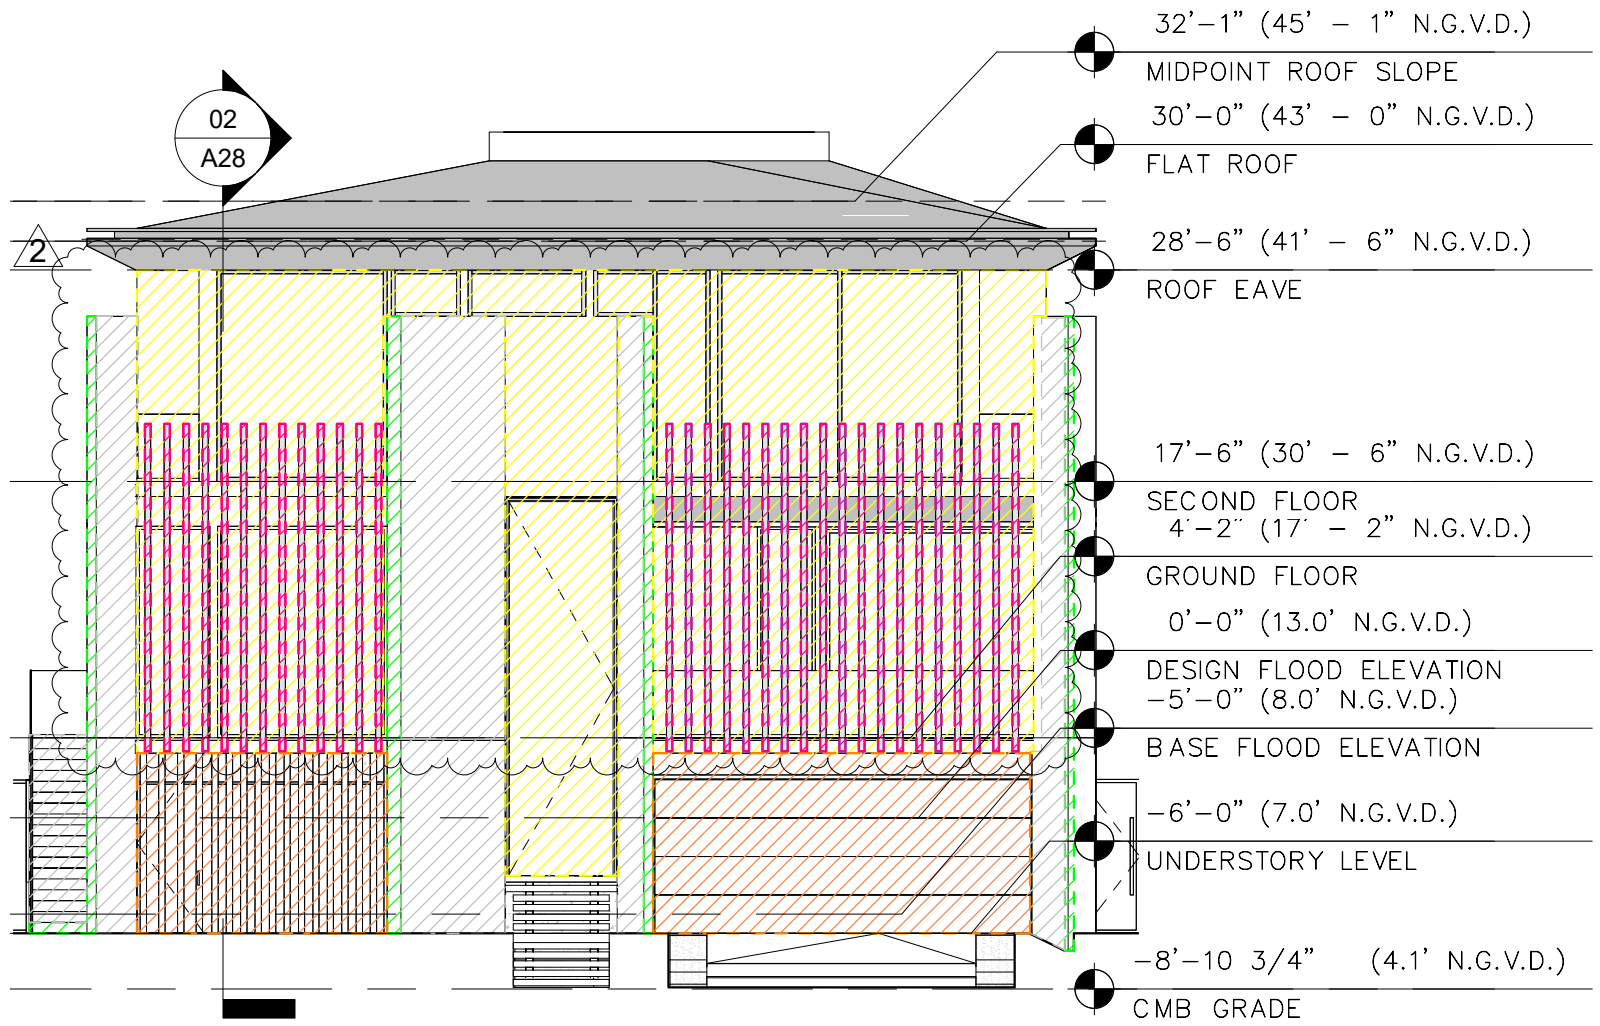 32’-1” (45’ - 1” N.G.V.D.)
MIDPOINT ROOF SLOPE
30’-0” (43’ - 0” N.G.V.D.)
FLAT ROOF
02
A28
2
28’-6” (41’ - 6” N.G.V.D.)
ROOF EAVE
17’-6” (30’ - 6” N.G.V.D.)
SECOND FLOOR
4’-2” (17’ - 2” N.G.V.D.)
GROUND FLOOR
0’-0” (13.0’ N.G.V.D.)
DESIGN FLOOD ELEVATION
-5’-0” (8.0’ N.G.V.D.)
BASE FLOOD ELEVATION
-6’-0” (7.0’ N.G.V.D.)
UNDERSTORY LEVEL
-8’-10 3/4” (4.1’ N.G.V.D.)
CMB GRADE